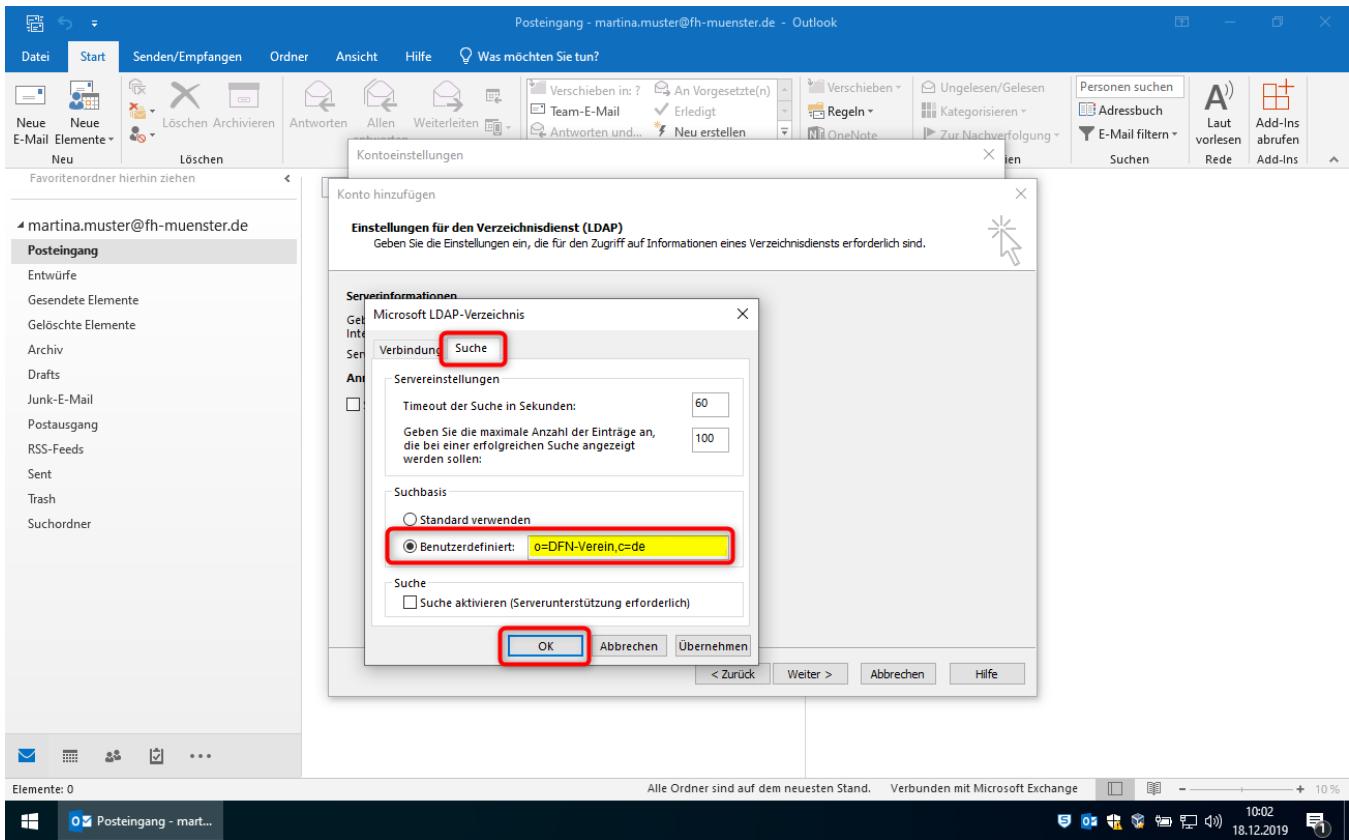 Posteingang - martina.muster@fh-muenster.de - Outlook
Datei Start Senden/Empfangen Ordner Ansicht Hilfe Was möchten Sie tun?
Neue E-Mail
Neue Elemente
Neu
Löschen Archivieren
Löschen
Antworten
Allen antworten
Weiterleiten
Verschieben in: ?
An Vorgesetzte(n)
Team-E-Mail
Erledigt
Antworten und...
Neu erstellen
Verschieben
Regeln
OneNote
Ungelesen/Gelesen
Kategorisieren
Zur Nachverfolgung
ien
Personen suchen
Adressbuch
E-Mail filtern
Suchen
Laut vorlesen
Rede
Add-Ins abrufen
Add-Ins
Favoritenordner hierhin ziehen
martina.muster@fh-muenster.de
Posteingang
Entwürfe
Gesendete Elemente
Gelöschte Elemente
Archiv
Drafts
Junk-E-Mail
Postausgang
RSS-Feeds
Sent
Trash
Suchordner
Kontoeinstellungen
Konto hinzufügen
Einstellungen für den Verzeichnisdienst (LDAP)
Geben Sie die Einstellungen ein, die für den Zugriff auf Informationen eines Verzeichnisdiensts erforderlich sind.
Serverinformationen
Geb
Inte
Ser
An
Microsoft LDAP-Verzeichnis
Verbindung Suche
Servereinstellungen
Timeout der Suche in Sekunden: 60
Geben Sie die maximale Anzahl der Einträge an,
die bei einer erfolgreichen Suche angezeigt
werden sollen:
100
Suchbasis
Standard verwenden
Benutzerdefiniert: o=DFN-Verein,c=de
Suche
Suche aktivieren (Serverunterstützung erforderlich)
OK Abbrechen Übernehmen
< Zurück Weiter > Abbrechen Hilfe
Elemente: 0
Alle Ordner sind auf dem neuesten Stand. Verbunden mit Microsoft Exchange
10 %
Posteingang - mart...
10:02
18.12.2019